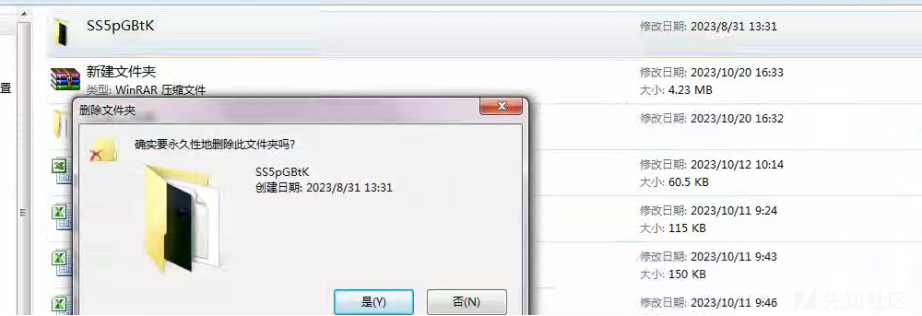 SS5pGBtK
修改日期: 2023/8/31 13:31
新建文件夹
修改日期: 2023/10/20 16:33
置
类型: WinRAR 压缩文件
大小: 4.23 MB
删除文件夹
修改日期: 2023/10/20 16:32
确实要永久性地删除此文件夹吗?
SS5pGBtK
创建日期: 2023/8/31 13:31
修改日期: 2023/10/12 10:14
大小: 60.5 KB
修改日期: 2023/10/11 9:24
大小: 115 KB
修改日期: 2023/10/11 9:43
大小: 150 KB
是(Y)
否(N)
修改日期: 2023/10/11 9:46
先知社区